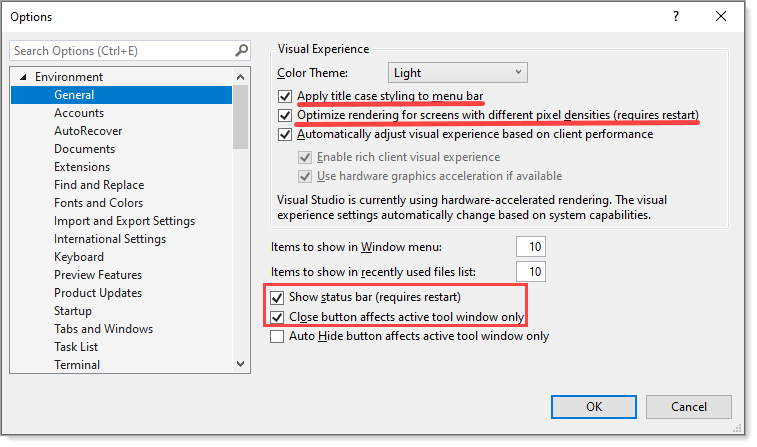 Options
Search Options (Ctrl+E)
Environment
General
Accounts
AutoRecover
Documents
Extensions
Find and Replace
Fonts and Colors
Import and Export Settings
International Settings
Keyboard
Preview Features
Product Updates
Startup
Tabs and Windows
Task List
Terminal
Visual Experience
Color Theme: Light
Apply title case styling to menu bar
Optimize rendering for screens with different pixel densities (requires restart)
Automatically adjust visual experience based on client performance
Enable rich client visual experience
Use hardware graphics acceleration if available
Visual Studio is currently using hardware-accelerated rendering. The visual
experience settings automatically change based on system capabilities.
Items to show in Window menu: 10
Items to show in recently used files list: 10
Show status bar (requires restart)
Close button affects active tool window only
Auto Hide button affects active tool window only
OK Cancel